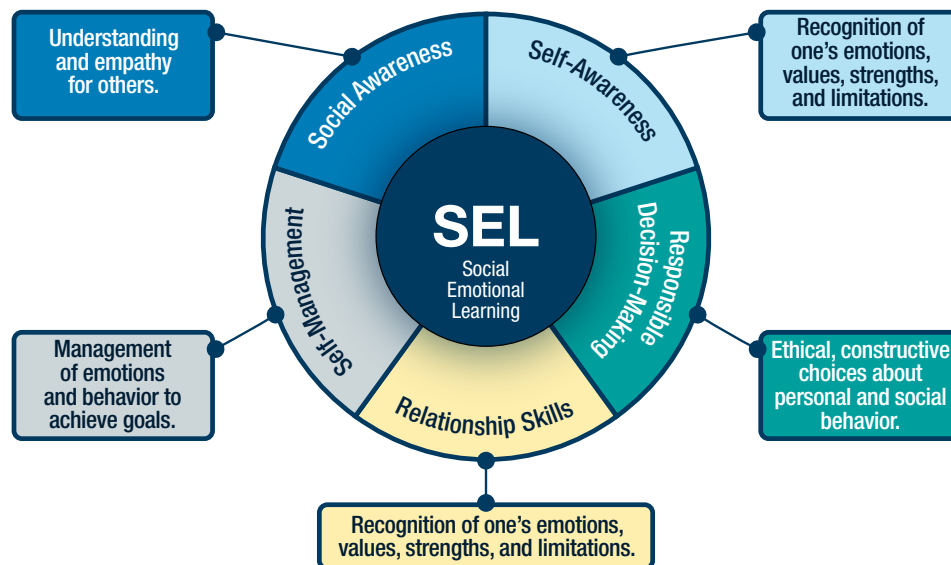 Understanding
and empathy
for others.
Social Awareness
Self-Awareness
Recognition of
one’s emotions,
values, strengths,
and limitations.
SEL
Social
Emotional
Learning
Self-Management
Responsible
Decision-Making
Management
of emotions
and behavior to
achieve goals.
Relationship Skills
Ethical, constructive
choices about
personal and social
behavior.
Recognition of one’s emotions,
values, strengths, and limitations.